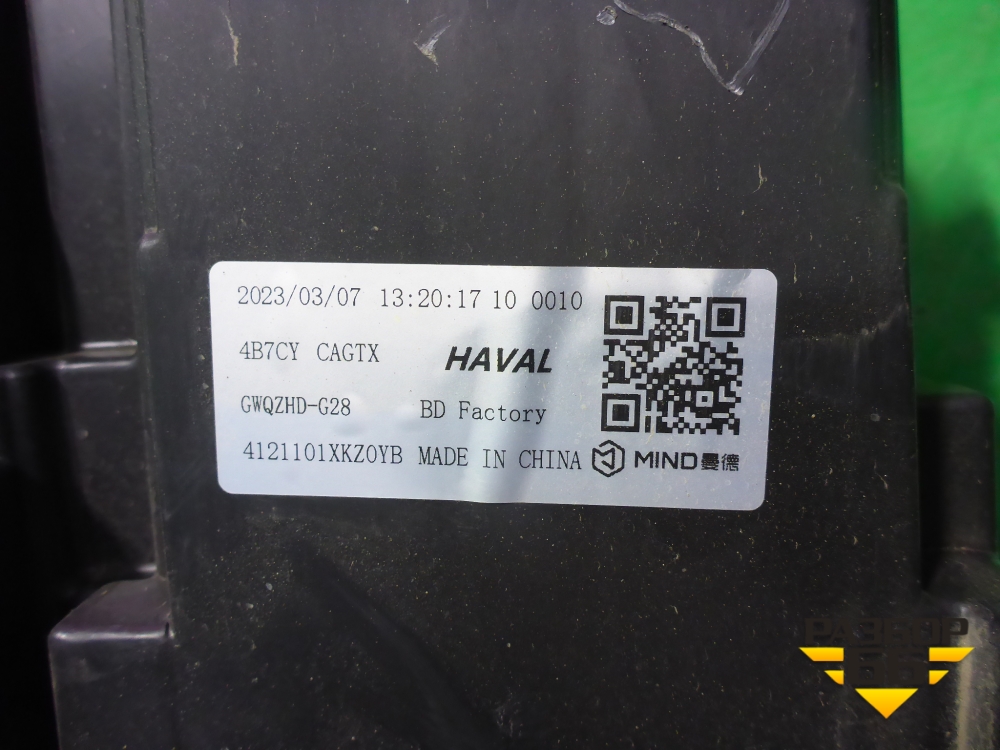 2023/03/07 13:20:17 10 0010
4B7CY CAGTX HAVAL
GWQZHD-G28 BD Factory
4121101XKZ0YB MADE IN CHINA MIND曼德
РАЗБОР